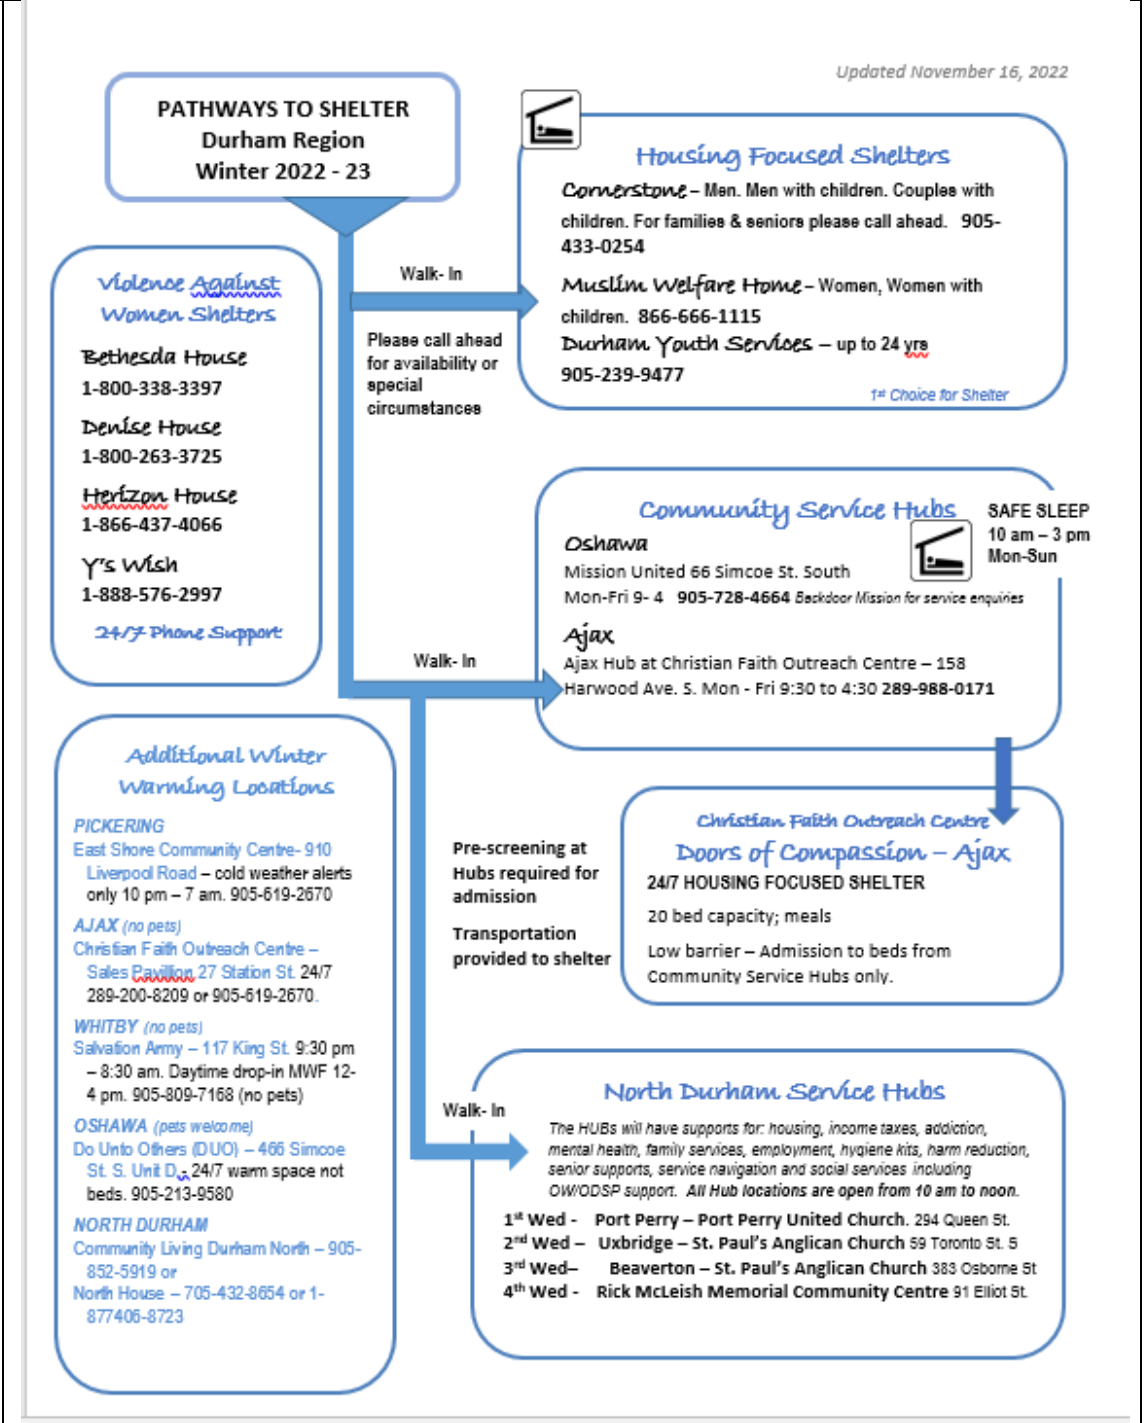 Updated November 16, 2022
PATHWAYS TO SHELTER
Durham Region
Winter 2022 - 23
Housing Focused Shelters
Cornerstone – Men. Men with children. Couples with
children. For families & seniors please call ahead. 905-
433-0254
Muslim Welfare Home – Women, Women with
children. 866-666-1115
Durham Youth Services – up to 24 yrs
905-239-9477
1st Choice for Shelter
Walk- In
Please call ahead
for availability or
special
circumstances
Violence Against
Women Shelters
Bethesda House
1-800-338-3397
Denise House
1-800-263-3725
Herizon House
1-866-437-4066
Y's Wish
1-888-576-2997
24/7 Phone Support
Community Service Hubs
SAFE SLEEP
10 am – 3 pm
Mon-Sun
Oshawa
Mission United 66 Simcoe St. South
Mon-Fri 9- 4 905-728-4664 Backdoor Mission for service enquiries
Ajax
Ajax Hub at Christian Faith Outreach Centre – 158
Harwood Ave. S. Mon - Fri 9:30 to 4:30 289-988-0171
Walk- In
Additional Winter
Warming Locations
PICKERING
East Shore Community Centre- 910
Liverpool Road – cold weather alerts
only 10 pm – 7 am. 905-619-2670
AJAX (no pets)
Christian Faith Outreach Centre –
Sales Pavillion 27 Station St. 24/7
289-200-8209 or 905-619-2670.
WHITBY (no pets)
Salvation Army – 117 King St. 9:30 pm
– 8:30 am. Daytime drop-in MWF 12-
4 pm. 905-809-7168 (no pets)
OSHAWA (pets welcome)
Do Unto Others (DUO) – 466 Simcoe
St. S. Unit D,- 24/7 warm space not
beds. 905-213-9580
NORTH DURHAM
Community Living Durham North – 905-
852-5919 or
North House – 705-432-8654 or 1-
877406-8723
Pre-screening at
Hubs required for
admission
Transportation
provided to shelter
Christian Faith Outreach Centre
Doors of Compassion – Ajax
24/7 HOUSING FOCUSED SHELTER
20 bed capacity; meals
Low barrier – Admission to beds from
Community Service Hubs only.
Walk- In
North Durham Service Hubs
The HUBs will have supports for: housing, income taxes, addiction,
mental health, family services, employment, hygiene kits, harm reduction,
senior supports, service navigation and social services including
OW/ODSP support. All Hub locations are open from 10 am to noon.
1st Wed - Port Perry – Port Perry United Church. 294 Queen St.
2nd Wed – Uxbridge – St. Paul's Anglican Church 59 Toronto St. S
3rd Wed– Beaverton – St. Paul's Anglican Church 383 Osborne St
4th Wed - Rick McLeish Memorial Community Centre 91 Elliot St.